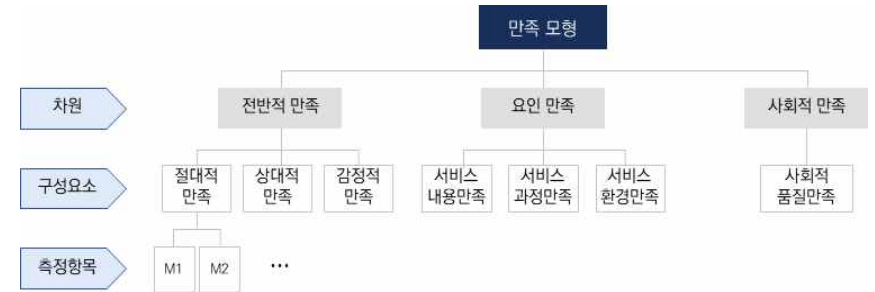 만족 모형
차원
전반적 만족
요인 만족
사회적 만족
구성요소
절대적
만족
상대적
만족
감정적
만족
서비스
내용만족
서비스
과정만족
서비스
환경만족
사회적
품질만족
측정항목
M1
M2
...